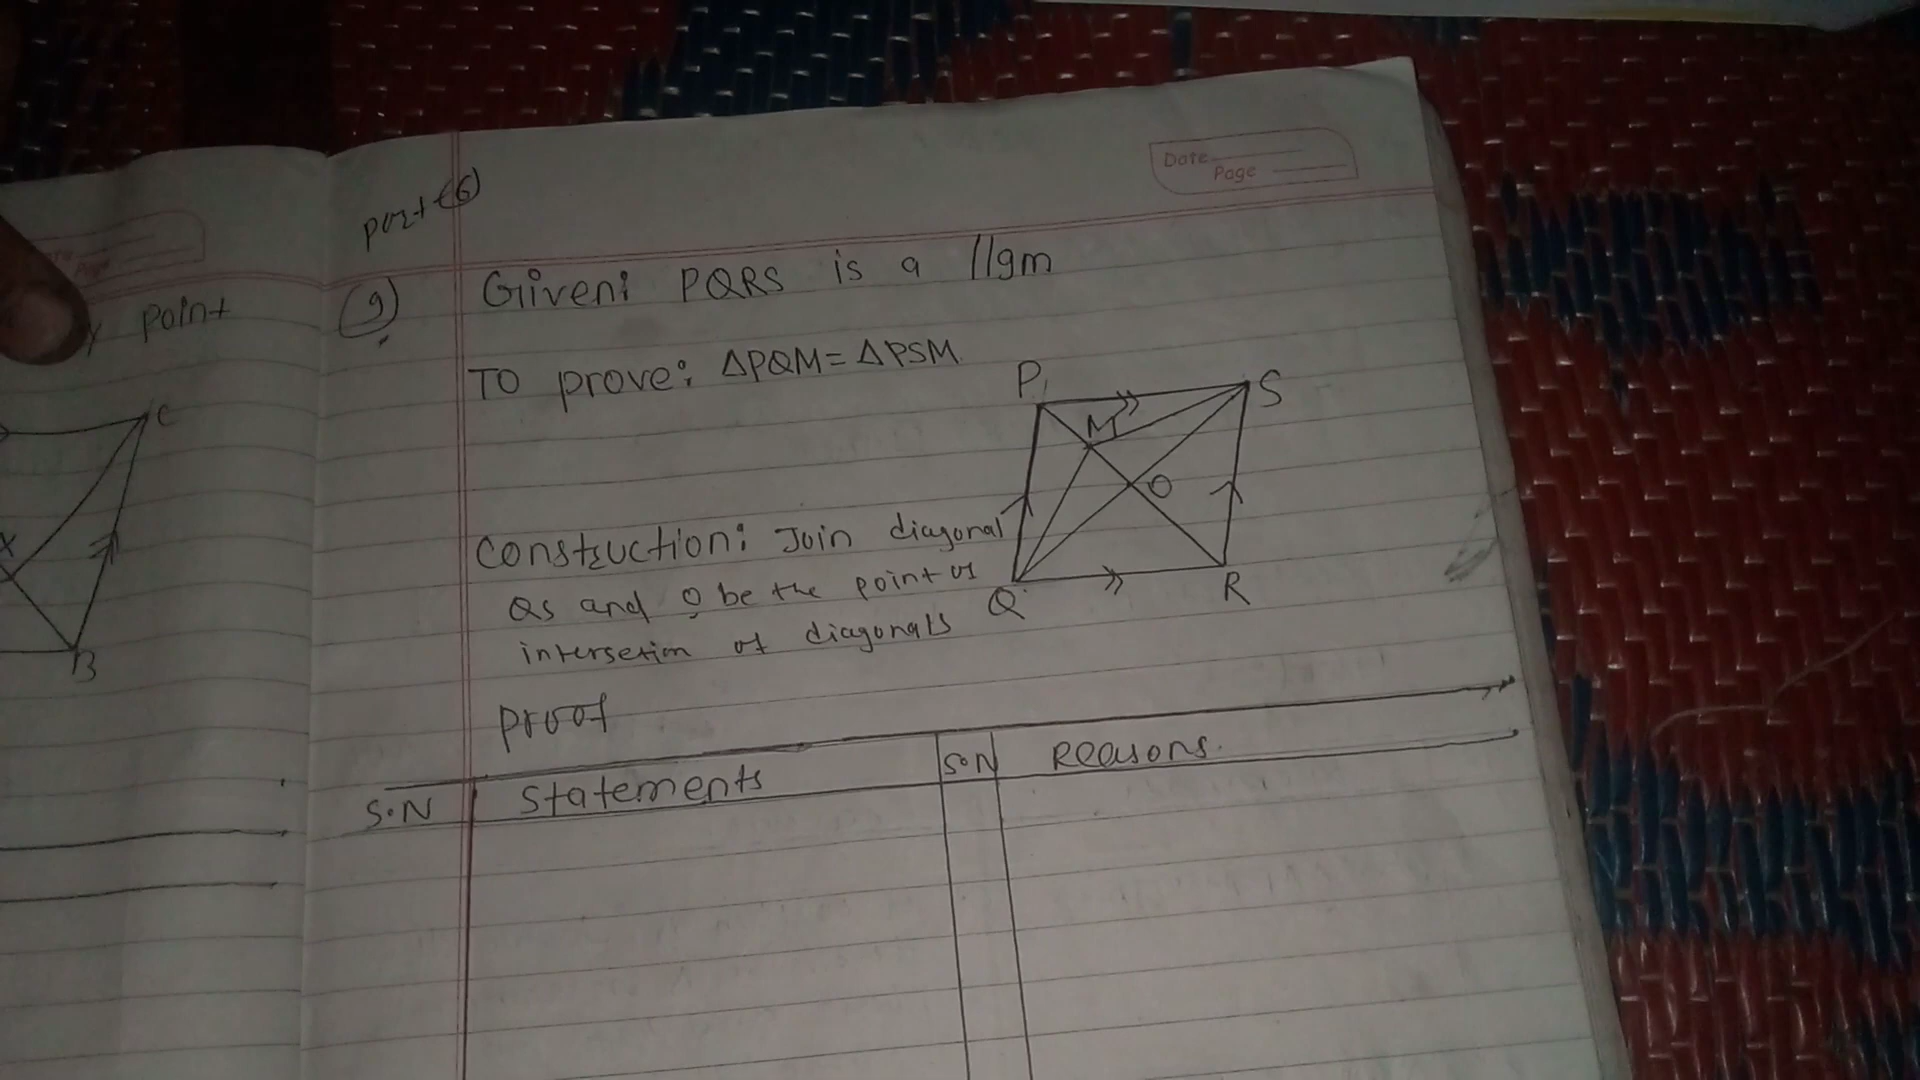 Date
Page
part (6)
point
(9)
Given: PQRS is a llgm
TO prove: ΔPQM = ΔPSM
P
S
M
O
Q
R
C
X
B
Construction: Join diagonal
QS and O be the point of
intersetion of diagonals
Proof
S.N
Statements
S.N
Reasons.